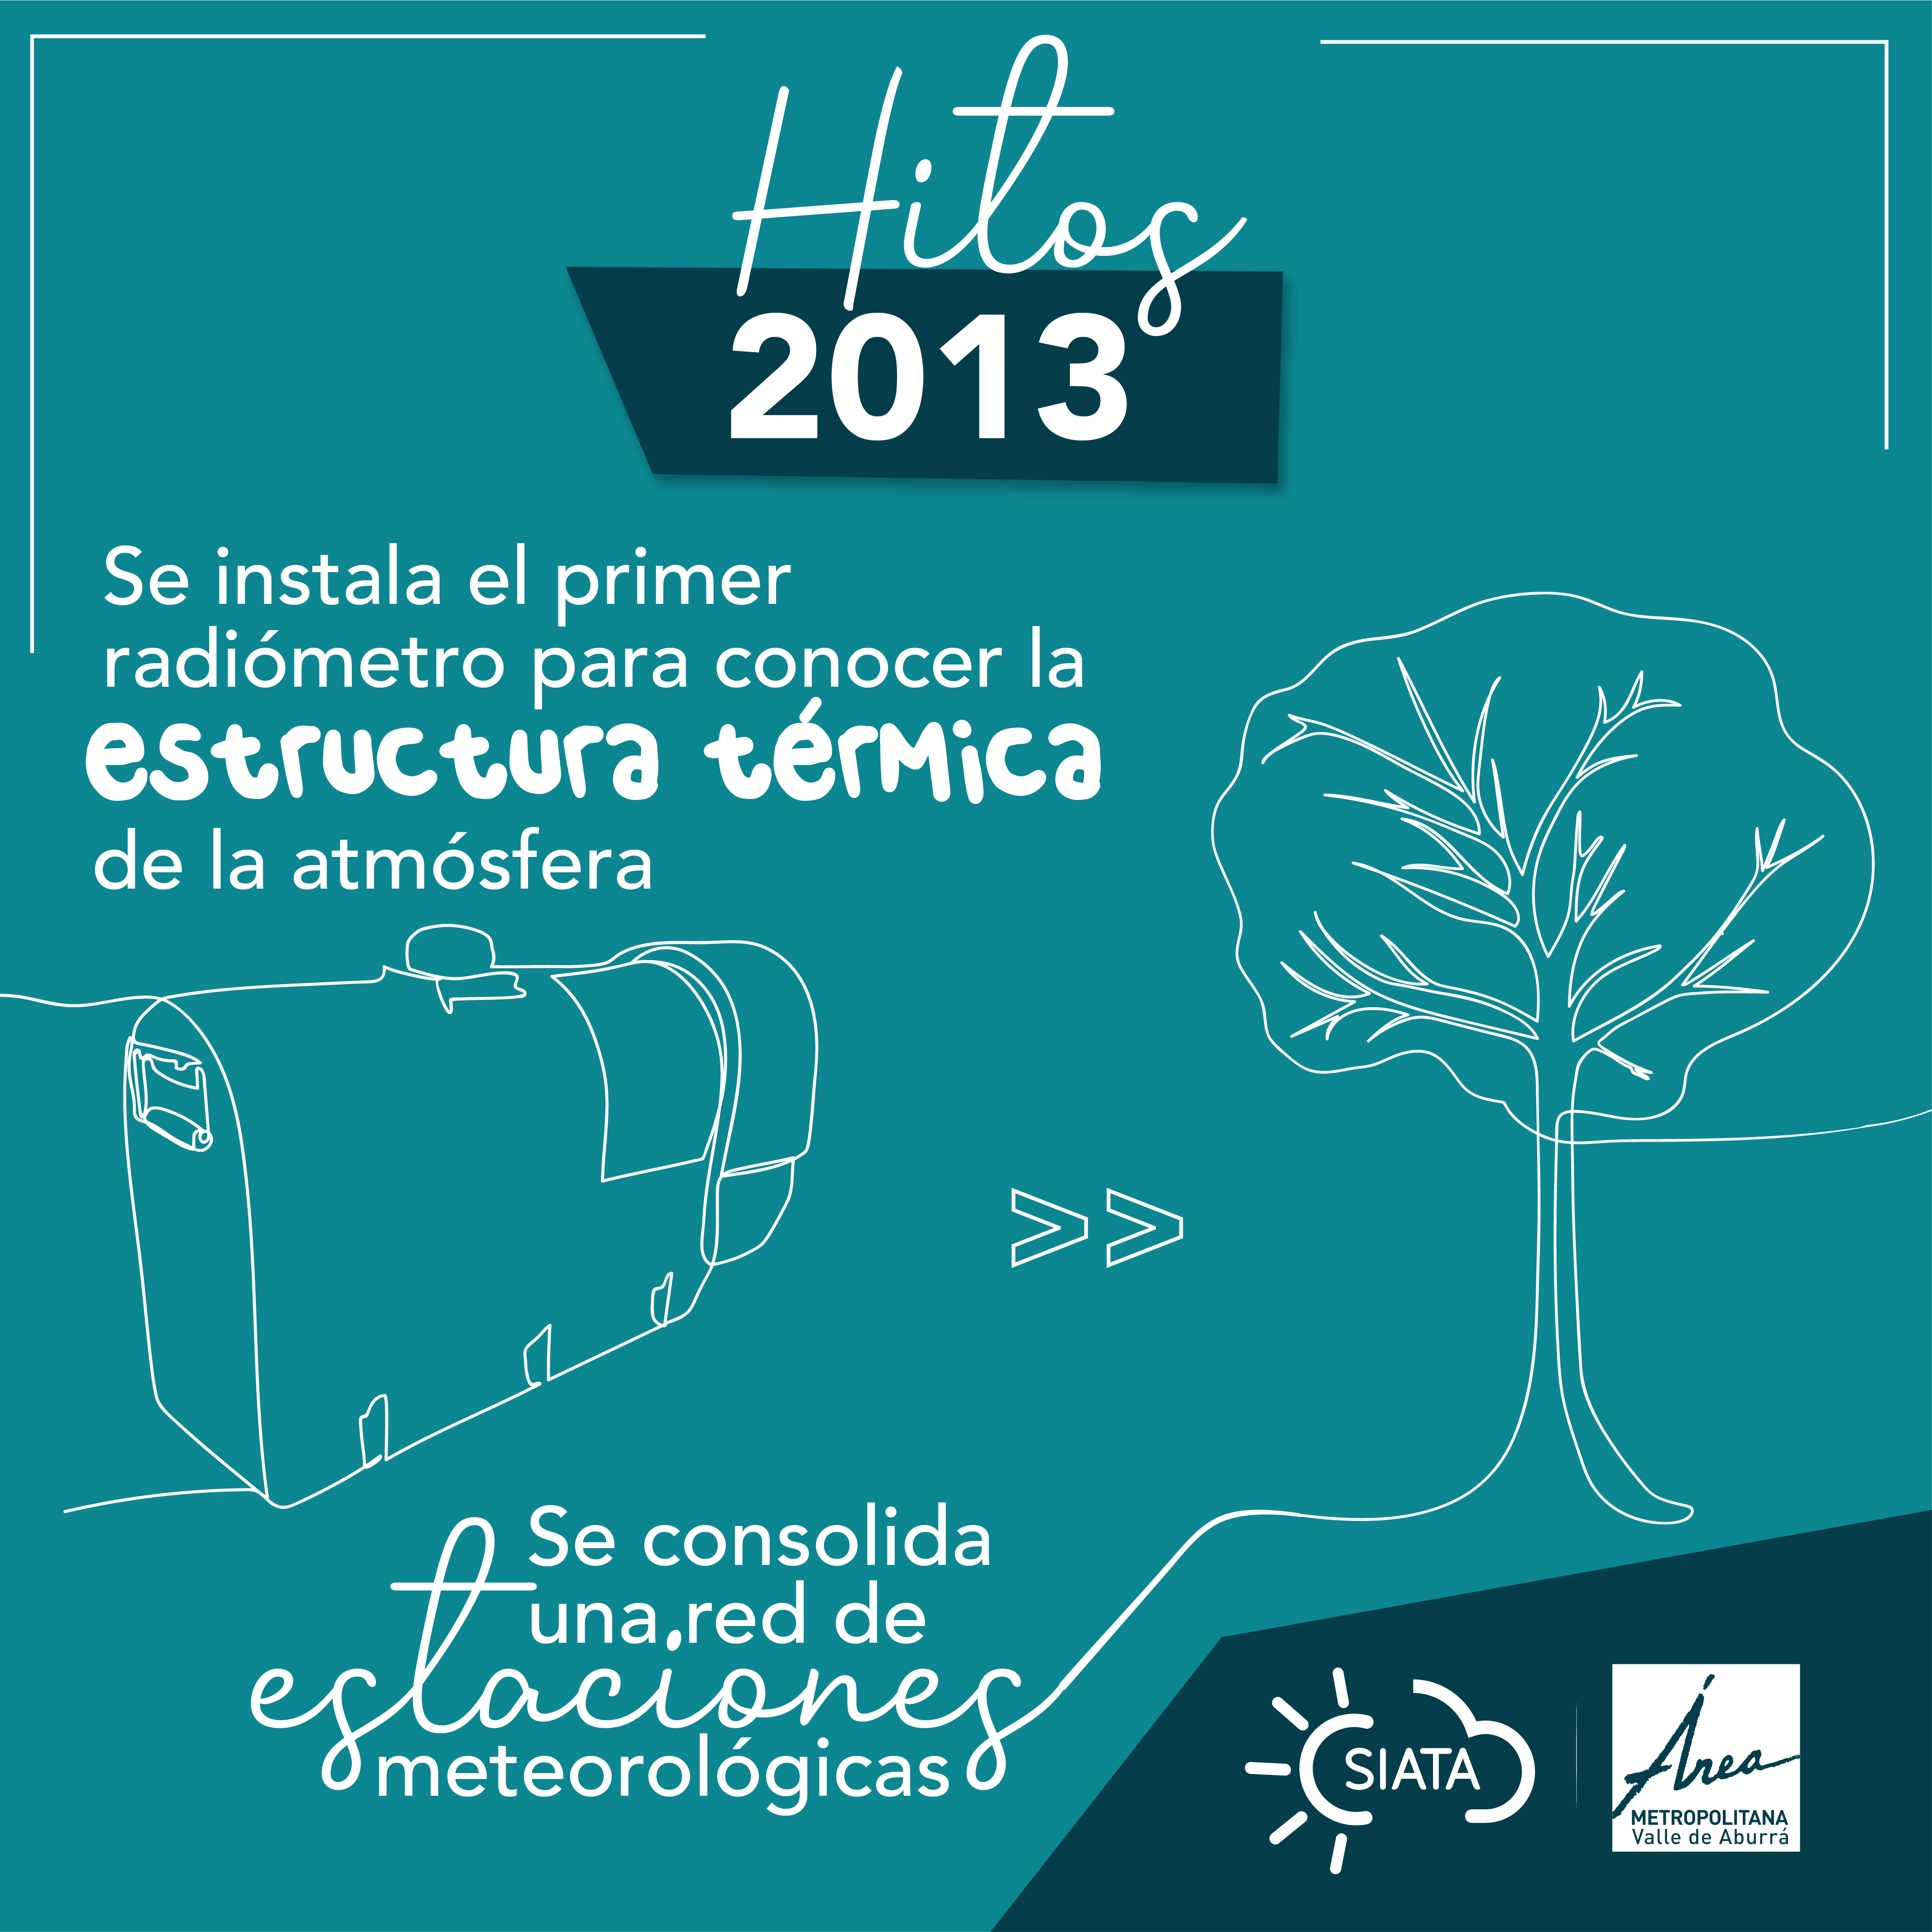 Hitos
2013
Se instala el primer
radiómetro para conocer la
estructura térmica
de la atmósfera
>>
Se consolida
una red de
estaciones
meteorológicas
SIATA
Área
METROPOLITANA
Valle de Aburrá